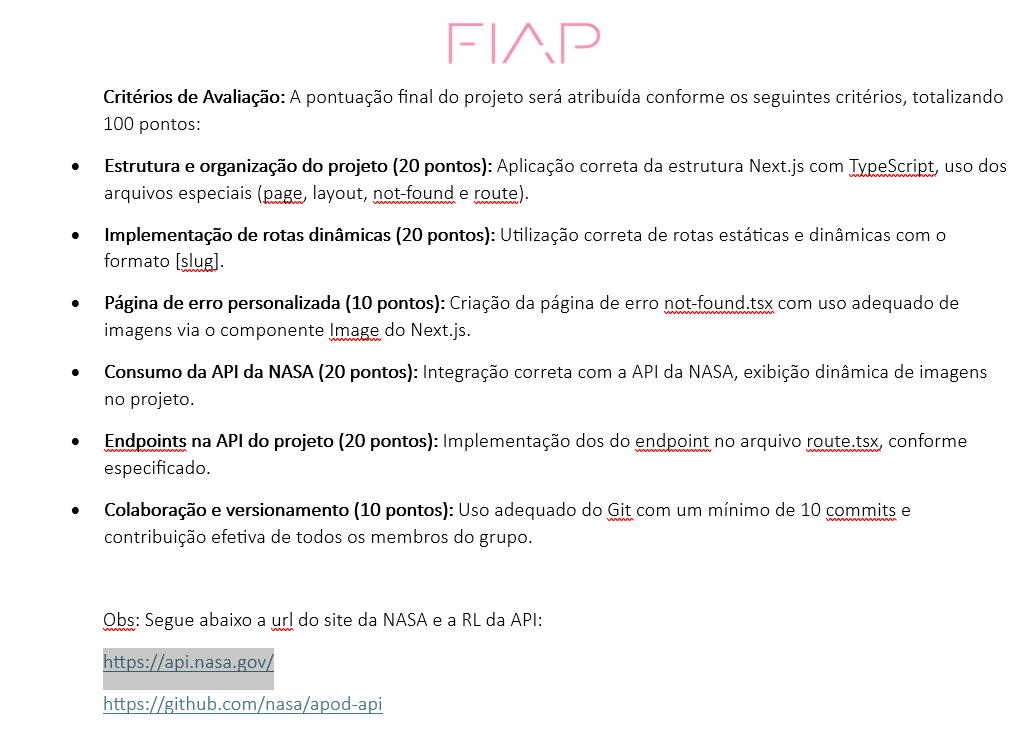 FIAP
Critérios de Avaliação: A pontuação final do projeto será atribuída conforme os seguintes critérios, totalizando
100 pontos:
• Estrutura e organização do projeto (20 pontos): Aplicação correta da estrutura Next.js com TypeScript, uso dos
arquivos especiais (page, layout, not-found e route).
• Implementação de rotas dinâmicas (20 pontos): Utilização correta de rotas estáticas e dinâmicas com o
formato [slug].
• Página de erro personalizada (10 pontos): Criação da página de erro not-found.tsx com uso adequado de
imagens via o componente Image do Next.js.
• Consumo da API da NASA (20 pontos): Integração correta com a API da NASA, exibição dinâmica de imagens
no projeto.
• Endpoints na API do projeto (20 pontos): Implementação dos do endpoint no arquivo route.tsx, conforme
especificado.
• Colaboração e versionamento (10 pontos): Uso adequado do Git com um mínimo de 10 commits e
contribuição efetiva de todos os membros do grupo.
Obs: Segue abaixo a url do site da NASA e a RL da API:
https://api.nasa.gov/
https://github.com/nasa/apod-api